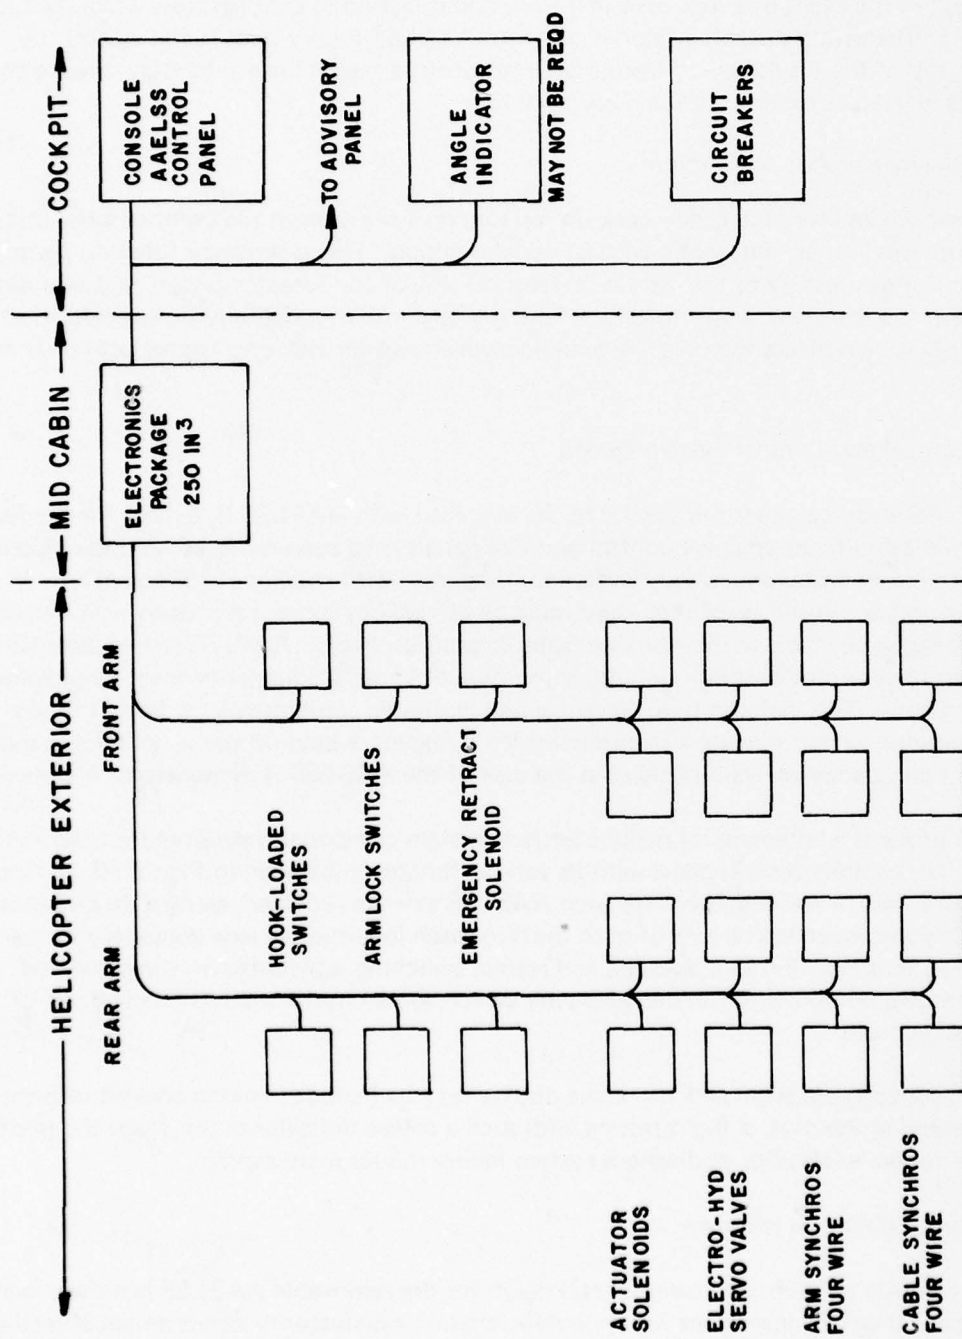 HELICOPTER EXTERIOR
MID CABIN
COCKPIT
REAR ARM
FRONT ARM
ELECTRONICS
PACKAGE
250 IN3
CONSOLE
AAELSS
CONTROL
PANEL
TO ADVISORY
PANEL
ANGLE
INDICATOR
MAY NOT BE REQD
CIRCUIT
BREAKERS
HOOK-LOADED
SWITCHES
ARM LOCK SWITCHES
EMERGENCY RETRACT
SOLENOID
ACTUATOR
SOLENOIDS
ELECTRO-HYD
SERVO VALVES
ARM SYNCHROS
FOUR WIRE
CABLE SYNCHROS
FOUR WIRE